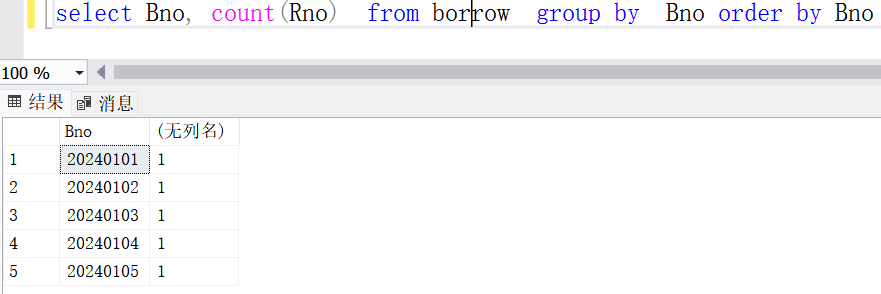 select Bno, count(Rno)  from borrow  group by  Bno order by Bno
100 %
结果 消息
Bno (无列名)
1 20240101 1
2 20240102 1
3 20240103 1
4 20240104 1
5 20240105 1